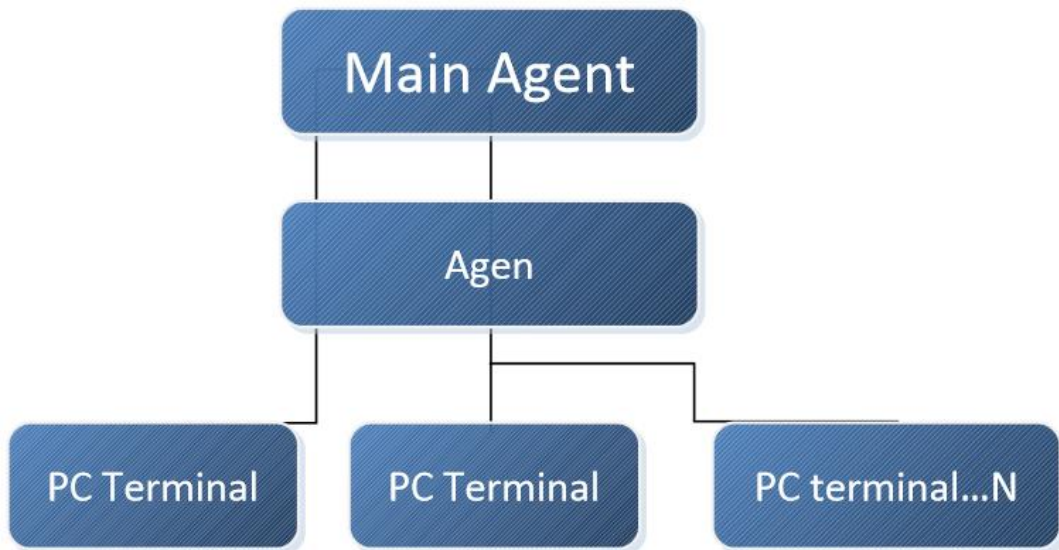 Main Agent
Agen
PC Terminal
PC Terminal
PC terminal...N